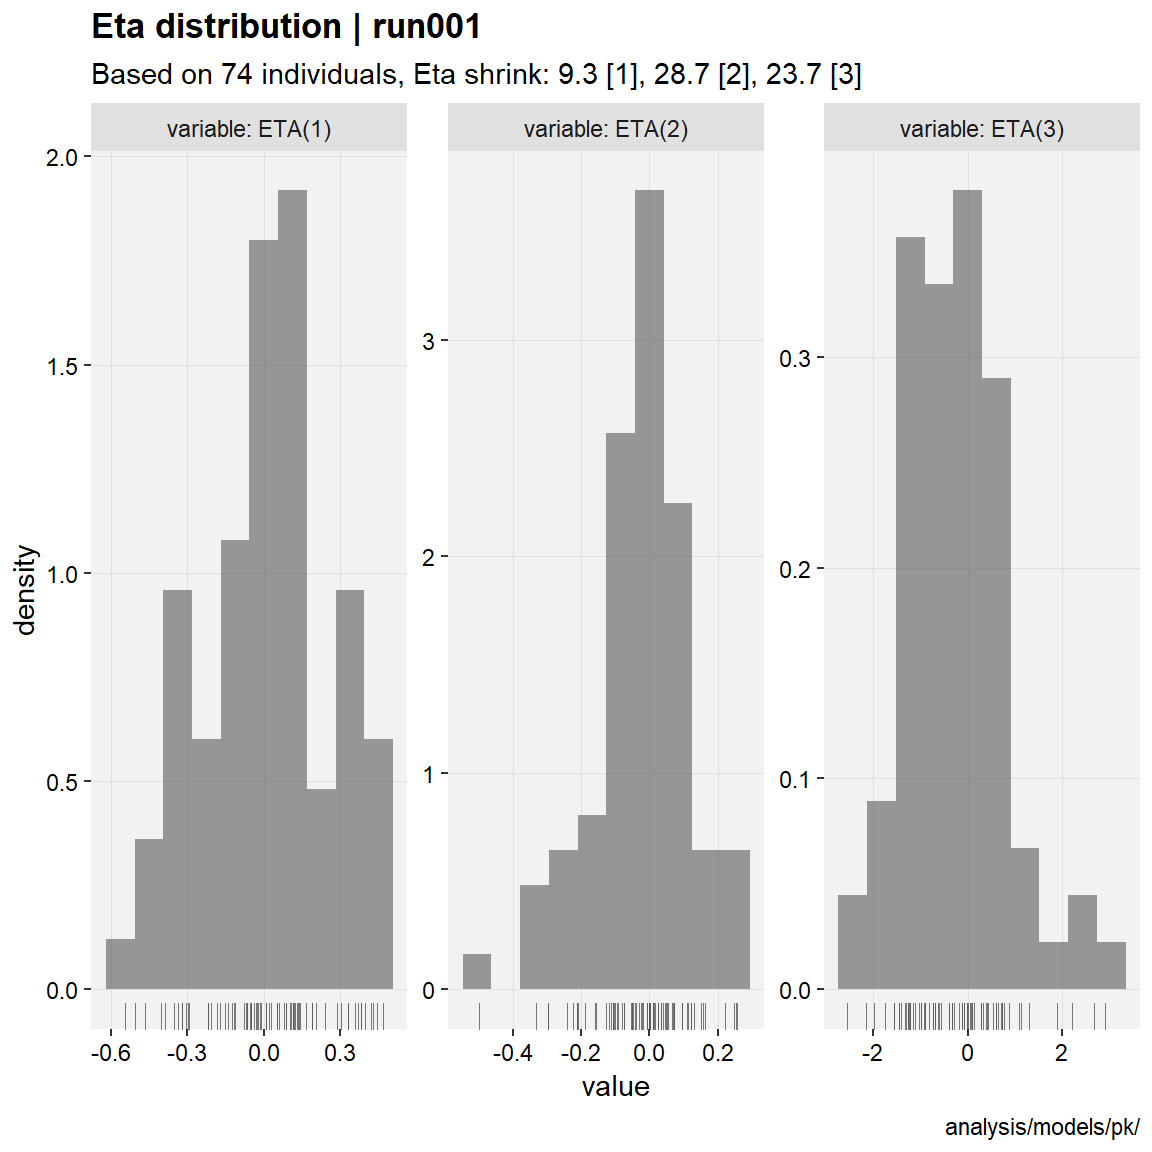 Eta distribution | run001
Based on 74 individuals, Eta shrink: 9.3 [1], 28.7 [2], 23.7 [3]
variable: ETA(1)
variable: ETA(2)
variable: ETA(3)
density
2.0
1.5
1.0
0.5
0.0
3
2
1
0
0.3
0.2
0.1
0.0
-0.6 -0.3 0.0 0.3
-0.4 -0.2 0.0 0.2
-2 0 2
value
analysis/models/pk/